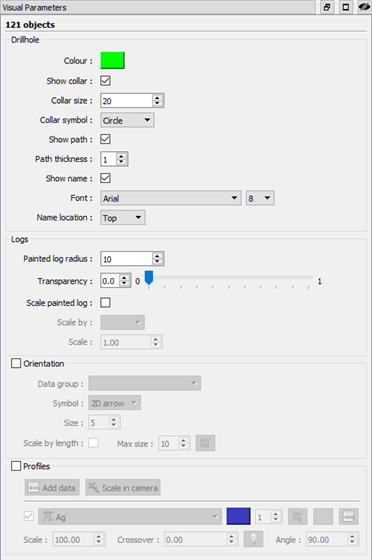 Visual Parameters
121 objects
Drillhole
Colour :
Show collar :
Collar size : 20
Collar symbol : Circle
Show path :
Path thickness : 1
Show name :
Font : Arial 8
Name location : Top
Logs
Painted log radius : 10
Transparency : 0.0 0 1
Scale painted log :
Scale by :
Scale : 1.00
Orientation
Data group :
Symbol : 2D arrow
Size : 5
Scale by length : Max size : 10
Profiles
Add data Scale in camera
π Ag 1
Scale : 100.00 Crossover : 0.00 Angle : 90.00